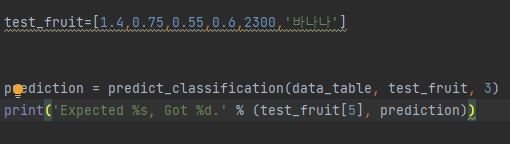 test_fruit=[1.4,0.75,0.55,0.6,2300,'바나나']
prediction = predict_classification(data_table, test_fruit, 3)
print('Expected %s, Got %d.' % (test_fruit[5], prediction))